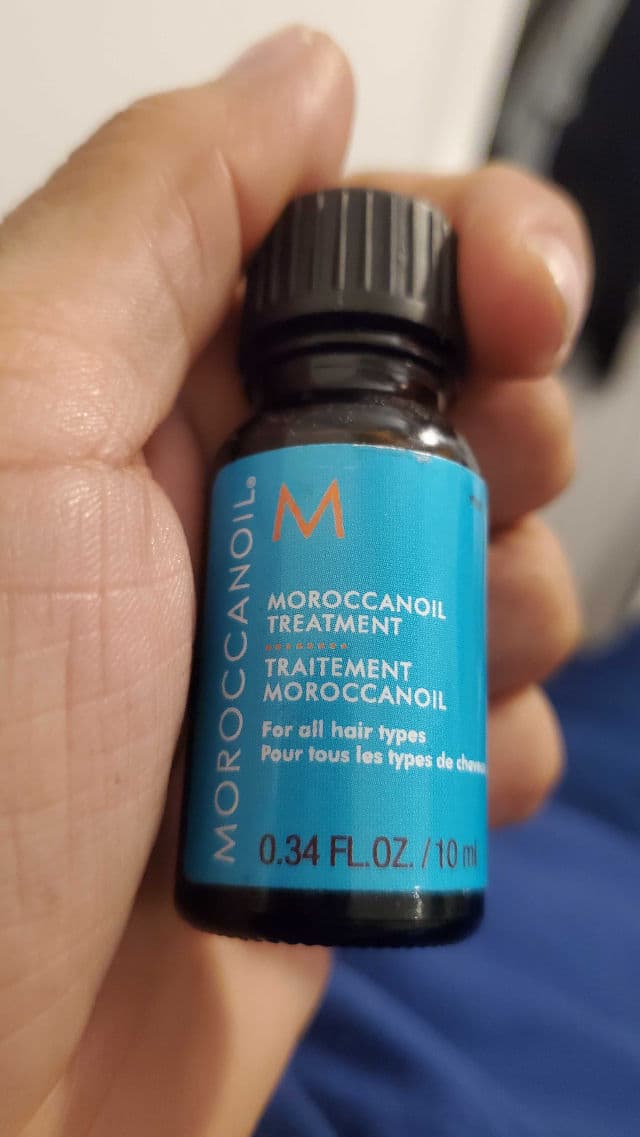 MOROCCANOIL®
M
MOROCCANOIL
TREATMENT
TRAITEMENT
MOROCCANOIL
For all hair types
Pour tous les types de
0.34 FL.OZ. / 10 ml